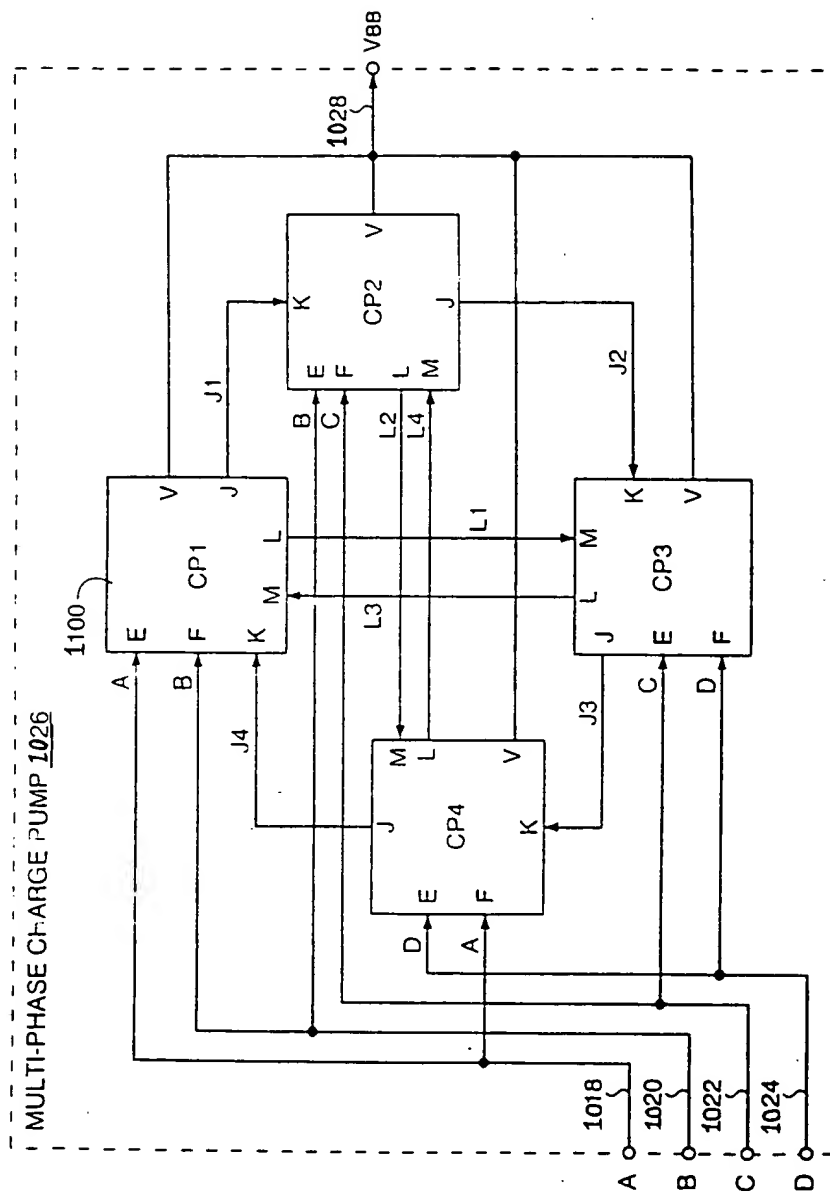 MULTI-PHASE CHARGE PUMP 1026
1100
A
E
B
F
K
CP1
V
J
L
M
J4
J1
L3
L1
B
E
C
F
K
CP2
V
L2
L
L4
M
J
1028
VBB
J2
J
M
L
CP4
D
E
A
F
V
K
J3
L
M
J
K
CP3
C
E
D
F
V
A
1018
B
1020
C
1022
D
1024